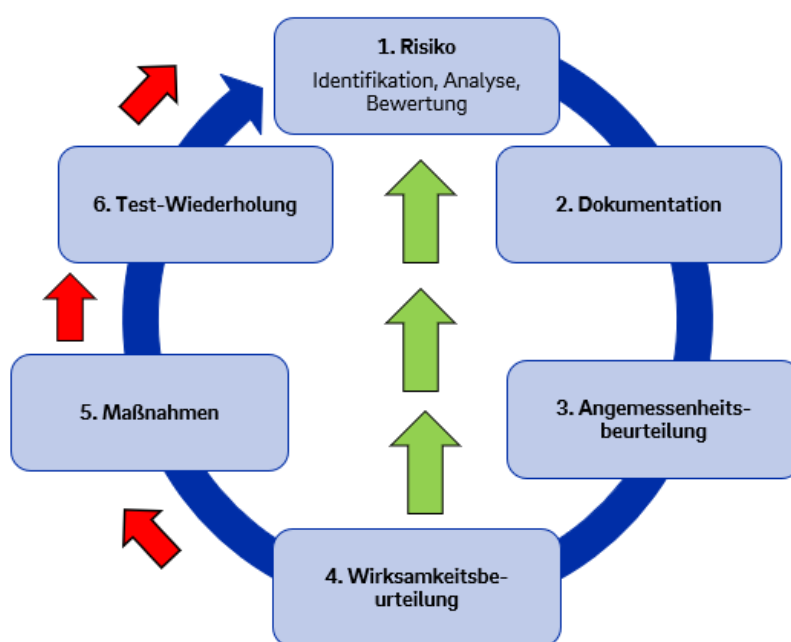 1. Risiko
Identifikation, Analyse,
Bewertung
2. Dokumentation
3. Angemessenheits-
beurteilung
4. Wirksamkeitsbe-
urteilung
5. Maßnahmen
6. Test-Wiederholung